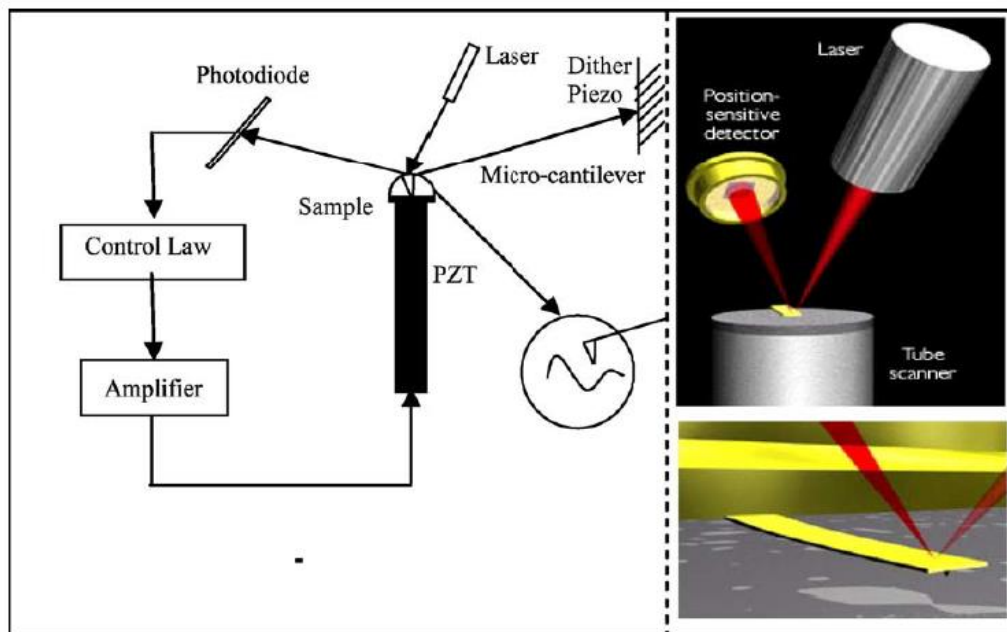 Laser
Dither
Piezo
Photodiode
Micro-cantilever
Sample
Control Law
PZT
Amplifier
Laser
Position-
sensitive
detector
Tube
scanner